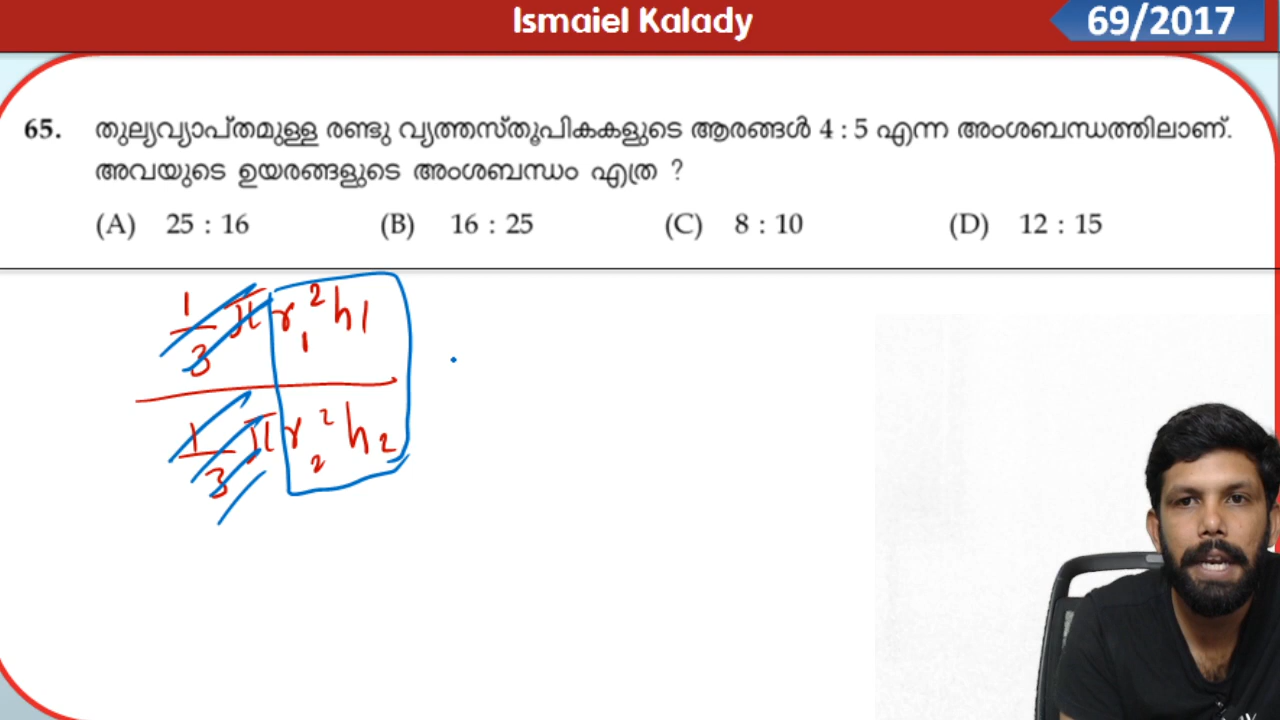 Ismaiel Kalady
69/2017
65. തുല്യവ്യാപ്തമുള്ള രണ്ടു വൃത്തസ്തൂപികകളുടെ ആരങ്ങൾ 4 : 5 എന്ന അംശബന്ധത്തിലാണ്.
അവയുടെ ഉയരങ്ങളുടെ അംശബന്ധം എത്ര ?
(A) 25 : 16 (B) 16 : 25 (C) 8 : 10 (D) 12 : 15
1/3 π r₁² h1
1/3 π r₂² h₂